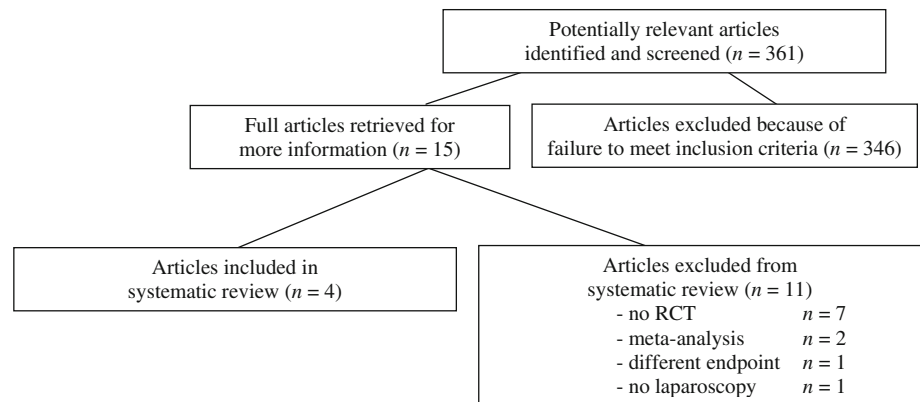 Potentially relevant articles
identified and screened (n = 361)
Full articles retrieved for
more information (n = 15)
Articles excluded because of
failure to meet inclusion criteria (n = 346)
Articles included in
systematic review (n = 4)
Articles excluded from
systematic review (n = 11)
- no RCT n = 7
- meta-analysis n = 2
- different endpoint n = 1
- no laparoscopy n = 1